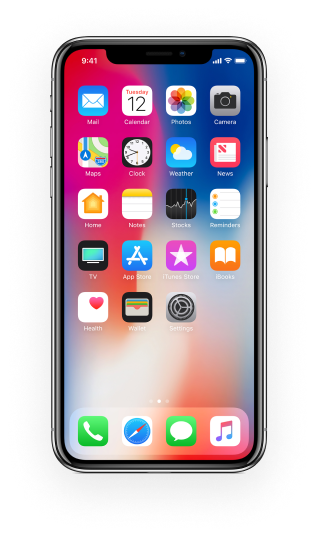 9:41
Tuesday
12
Mail
Calendar
Photos
Camera
Maps
Clock
Weather
News
Home
Notes
Stocks
Reminders
TV
App Store
iTunes Store
iBooks
Health
Wallet
Settings